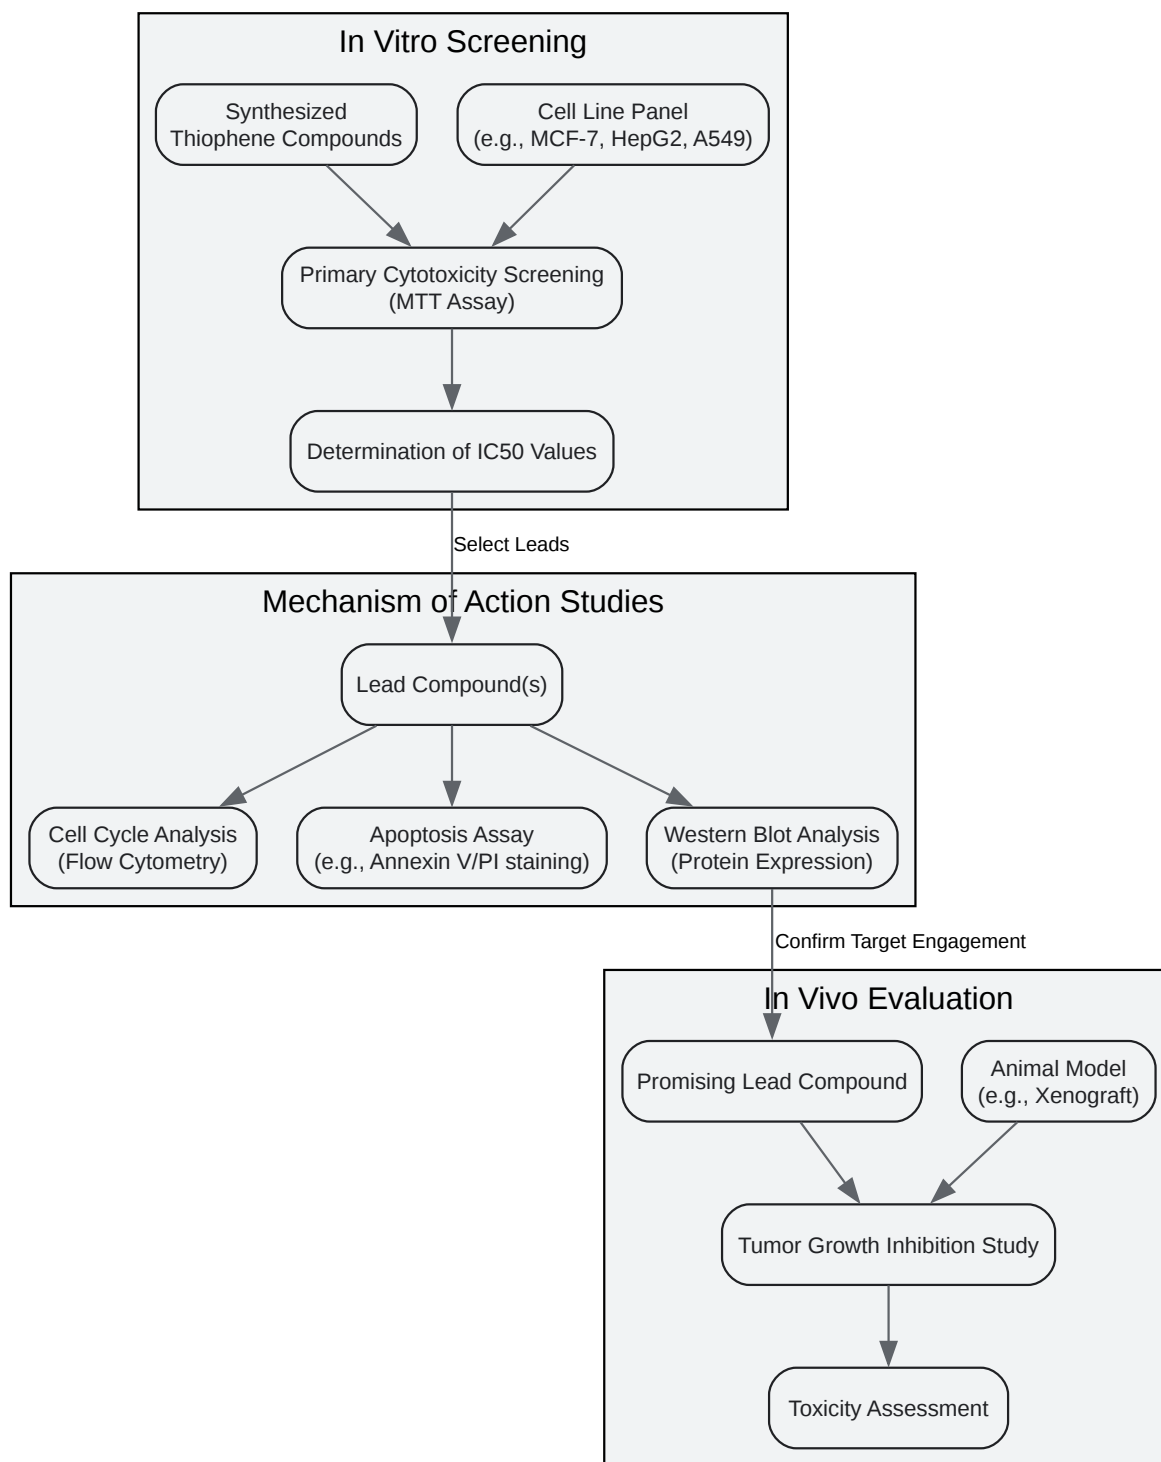 In Vitro Screening
Synthesized
Thiophene Compounds
Cell Line Panel
(e.g., MCF-7, HepG2, A549)
Primary Cytotoxicity Screening
(MTT Assay)
Determination of IC50 Values
Select Leads
Mechanism of Action Studies
Lead Compound(s)
Cell Cycle Analysis
(Flow Cytometry)
Apoptosis Assay
(e.g., Annexin V/PI staining)
Western Blot Analysis
(Protein Expression)
Confirm Target Engagement
In Vivo Evaluation
Promising Lead Compound
Animal Model
(e.g., Xenograft)
Tumor Growth Inhibition Study
Toxicity Assessment